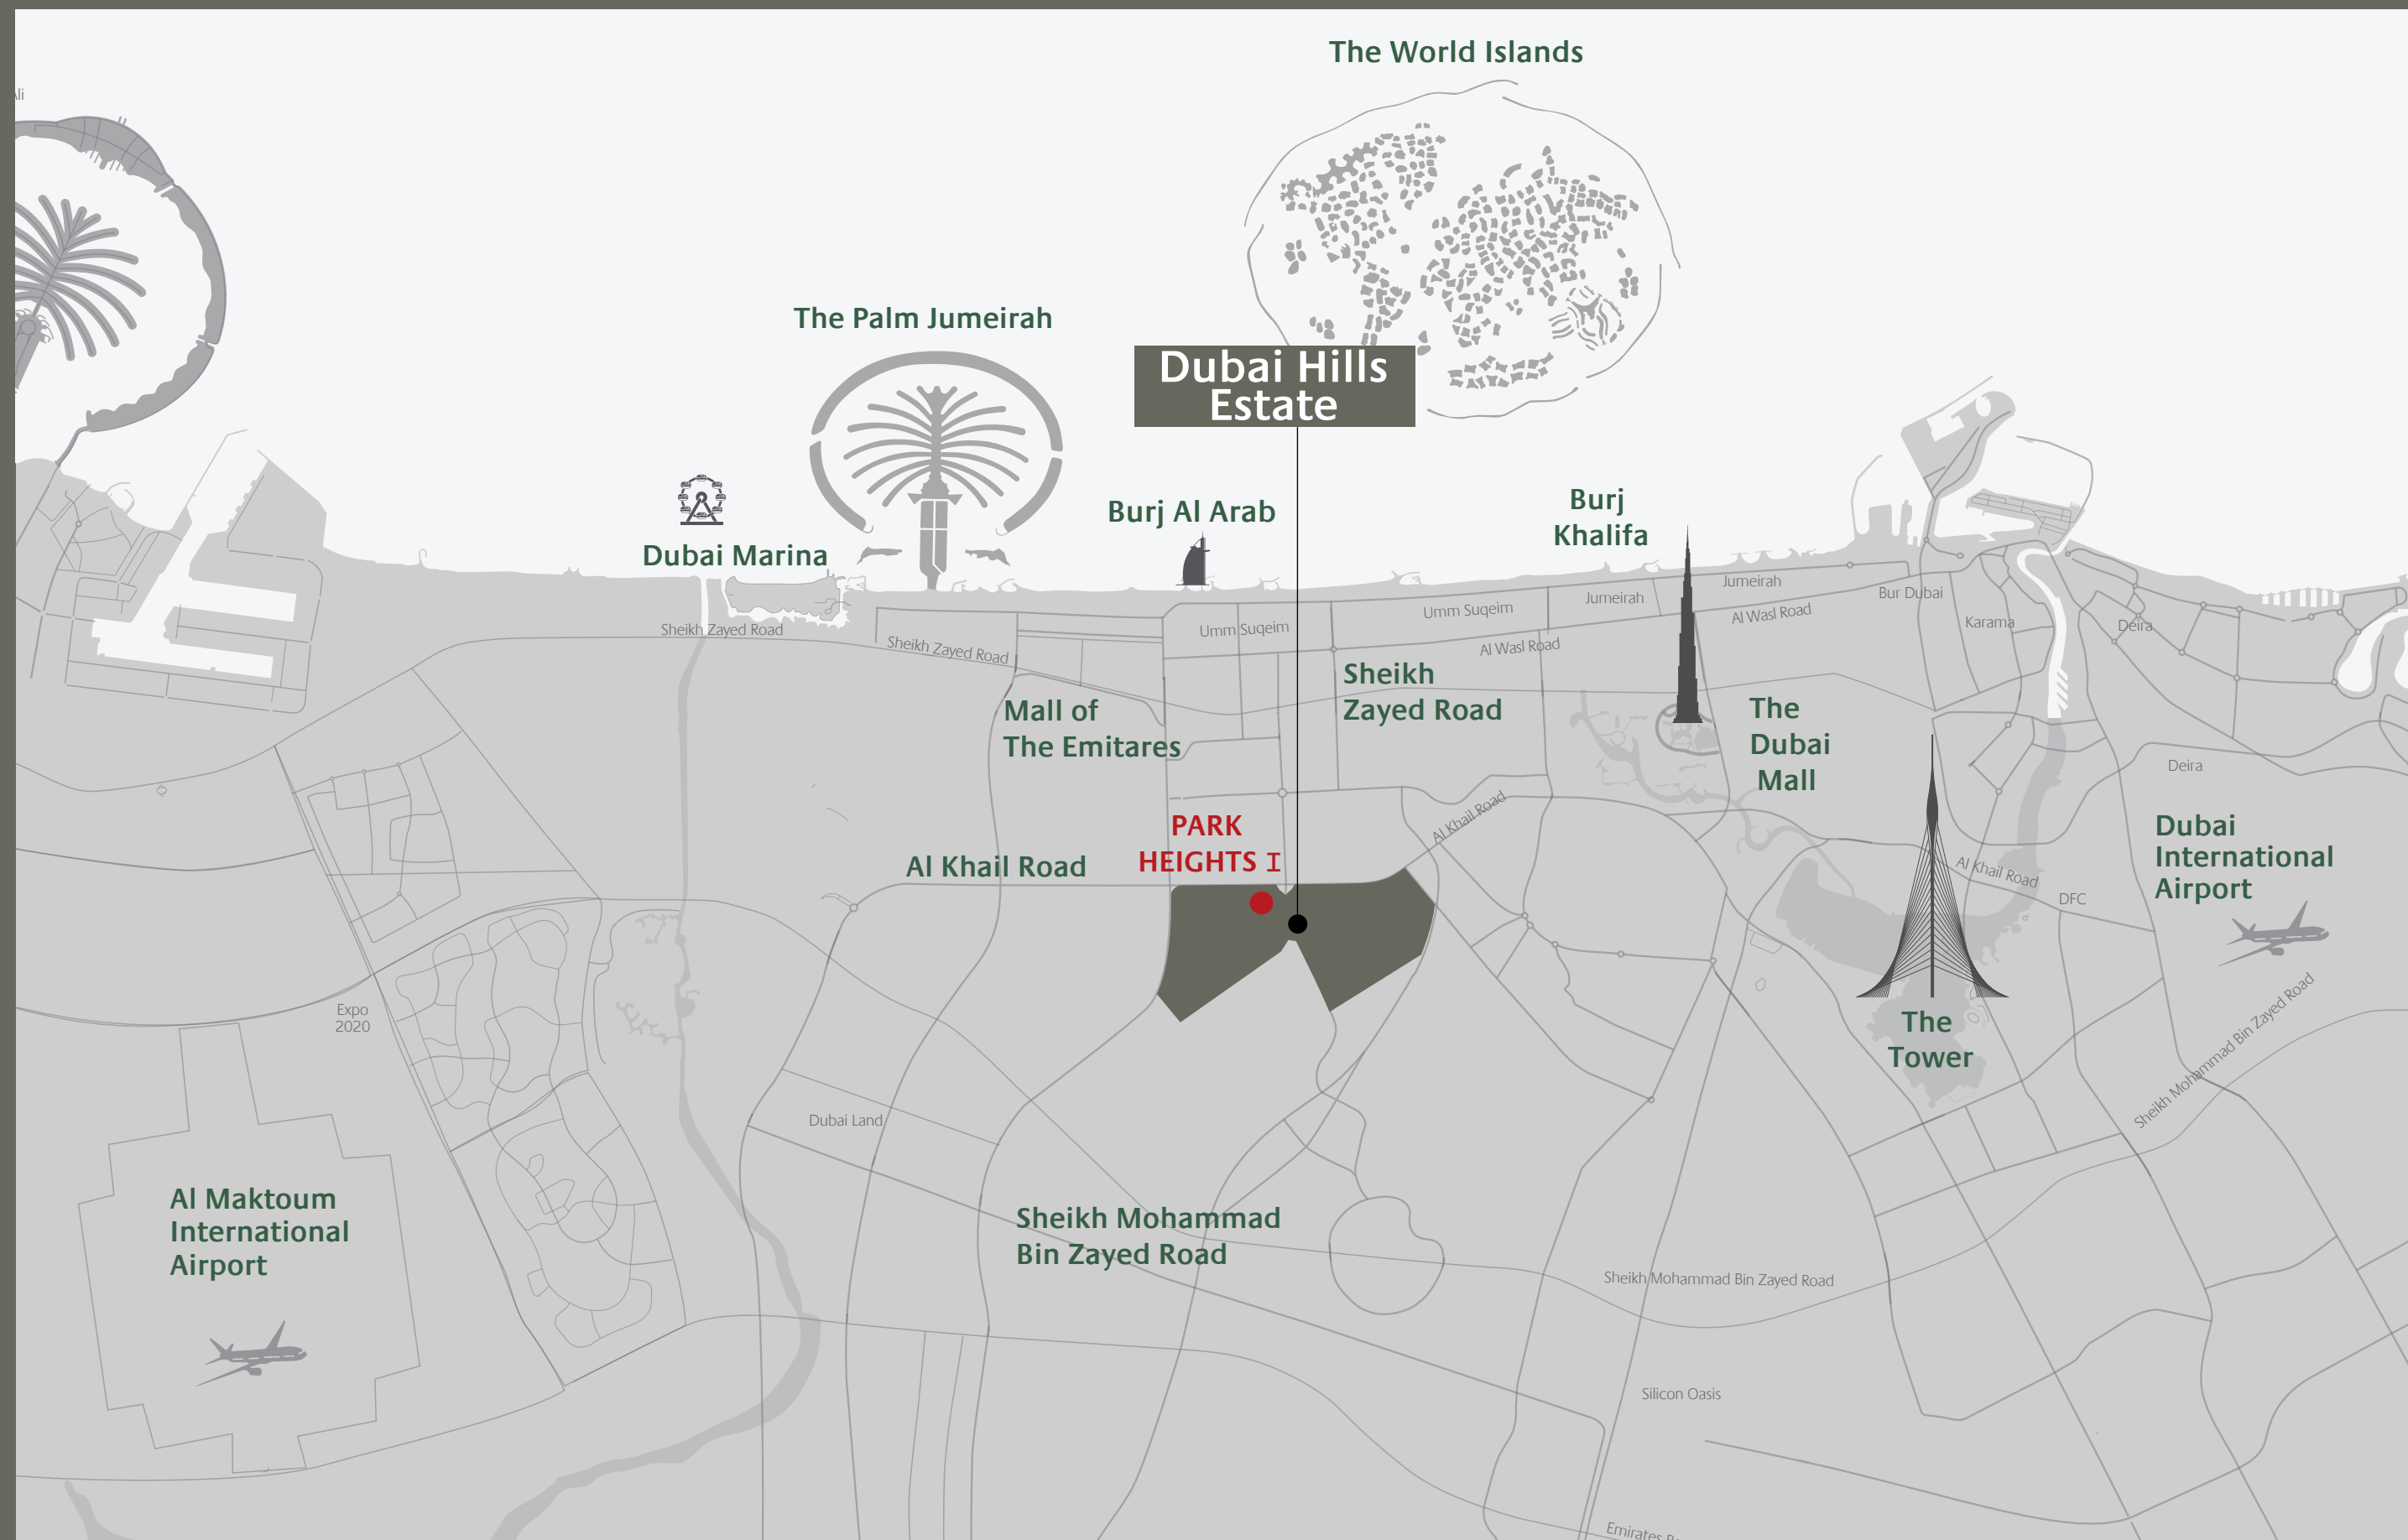 The World Islands
The Palm Jumeirah
Dubai Hills
Estate
Burj Al Arab
Burj
Khalifa
Dubai Marina
Jumeirah
Jumeirah
Umm Suqeim
Umm Suqeim
Al Wasl Road
Al Wasl Road
Bur Dubai
Karama
Deira
Sheikh Zayed Road
Sheikh Zayed Road
Sheikh
Zayed Road
Mall of
The Emitares
The
Dubai
Mall
Deira
PARK
HEIGHTS I
Al Khail Road
Al Khail Road
Al Khail Road
DFC
Dubai
International
Airport
Expo
2020
The
Tower
Sheikh Mohammad Bin Zayed Road
Dubai Land
Al Maktoum
International
Airport
Sheikh Mohammad
Bin Zayed Road
Sheikh Mohammad Bin Zayed Road
Silicon Oasis
Emirates